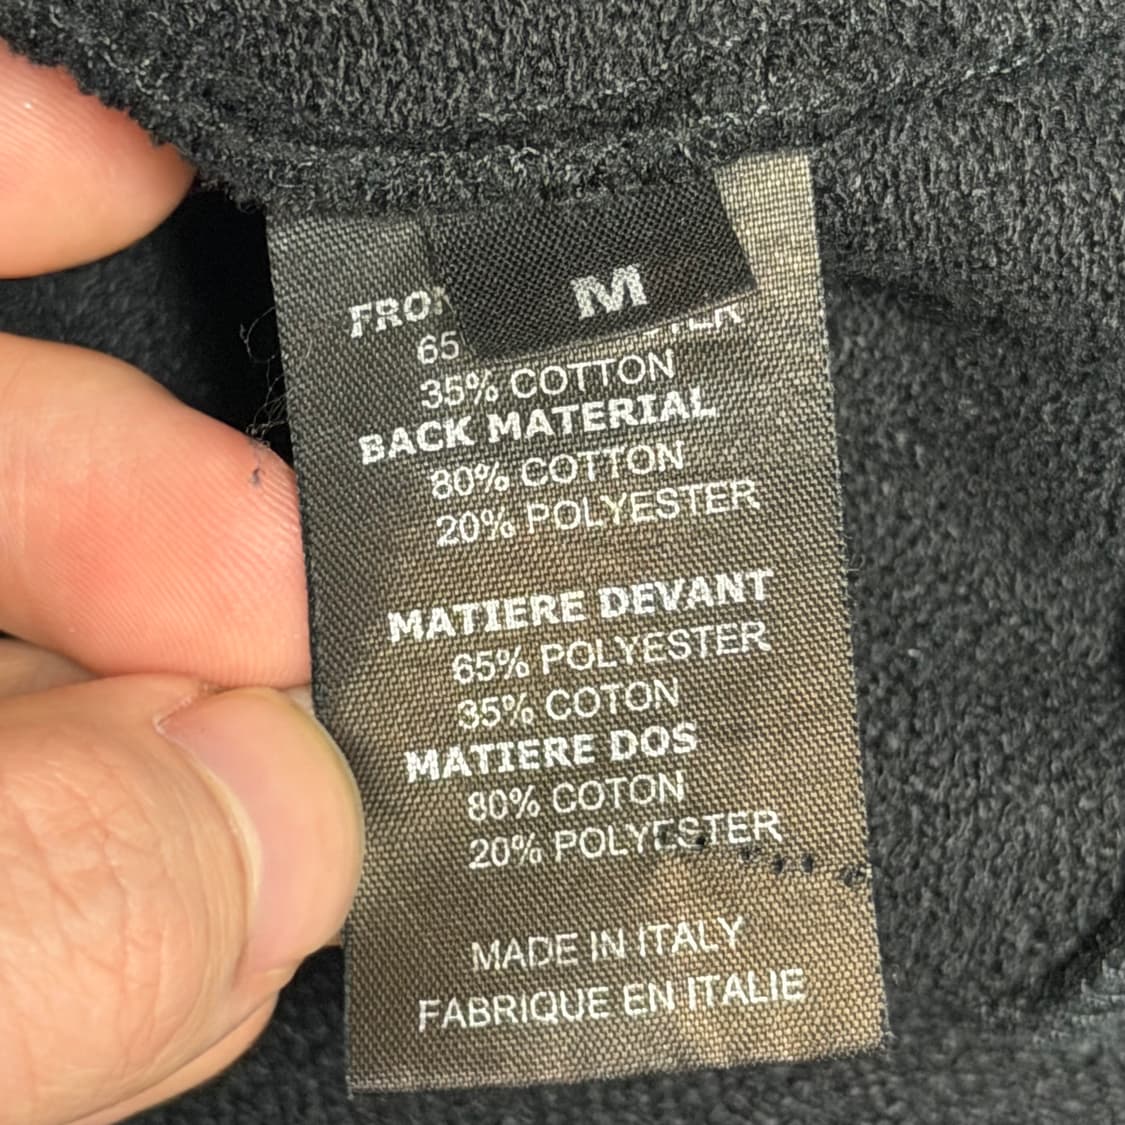 M
35% COTTON
BACK MATERIAL
80% COTTON
20% POLYESTER
MATIERE DEVANT
65% POLYESTER
35% COTON
MATIERE DOS
80% COTON
20% POLYESTER
MADE IN ITALY
FABRIQUE EN ITALIE